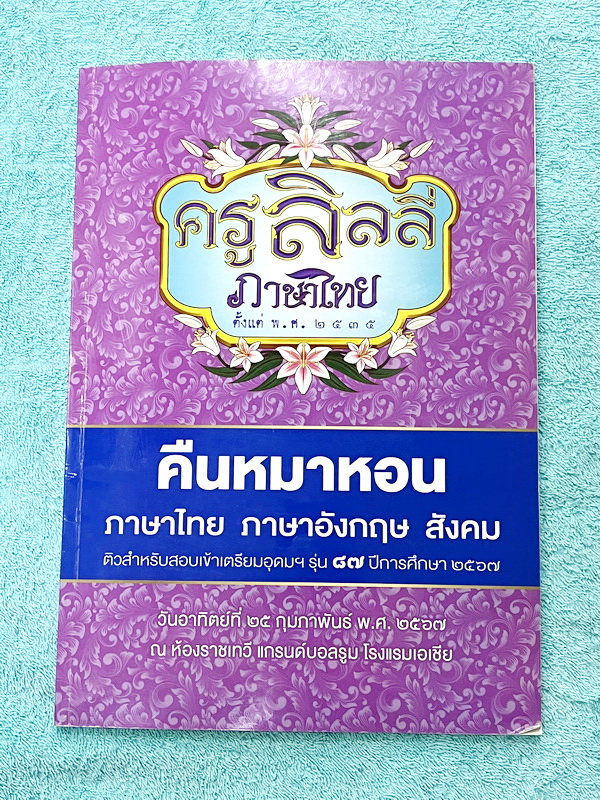 ครูลิลลี่
ภาษาไทย
ตั้งแต่ พ.ศ. ๒๕๓๕
คืนหมาหอน
ภาษาไทย ภาษาอังกฤษ สังคม
ติวสำหรับสอบเข้าเตรียมอุดมฯ รุ่น ๘๗ ปีการศึกษา ๒๕๖๗
วันอาทิตย์ที่ ๒๕ กุมภาพันธ์ พ.ศ. ๒๕๖๗
ณ ห้องราชเทวี แกรนด์บอลรูม โรงแรมเอเชีย